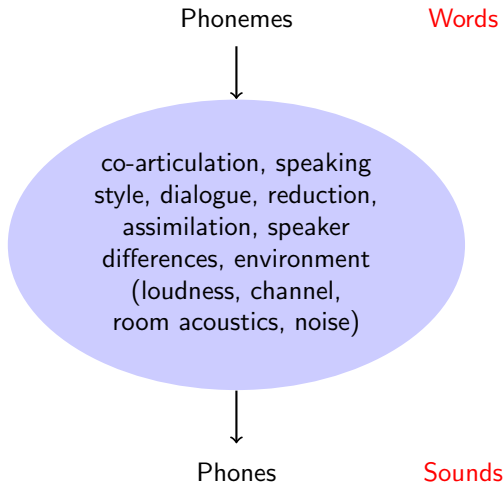 Phonemes Words
co-articulation, speaking
style, dialogue, reduction,
assimilation, speaker
differences, environment
(loudness, channel,
room acoustics, noise)
Phones Sounds